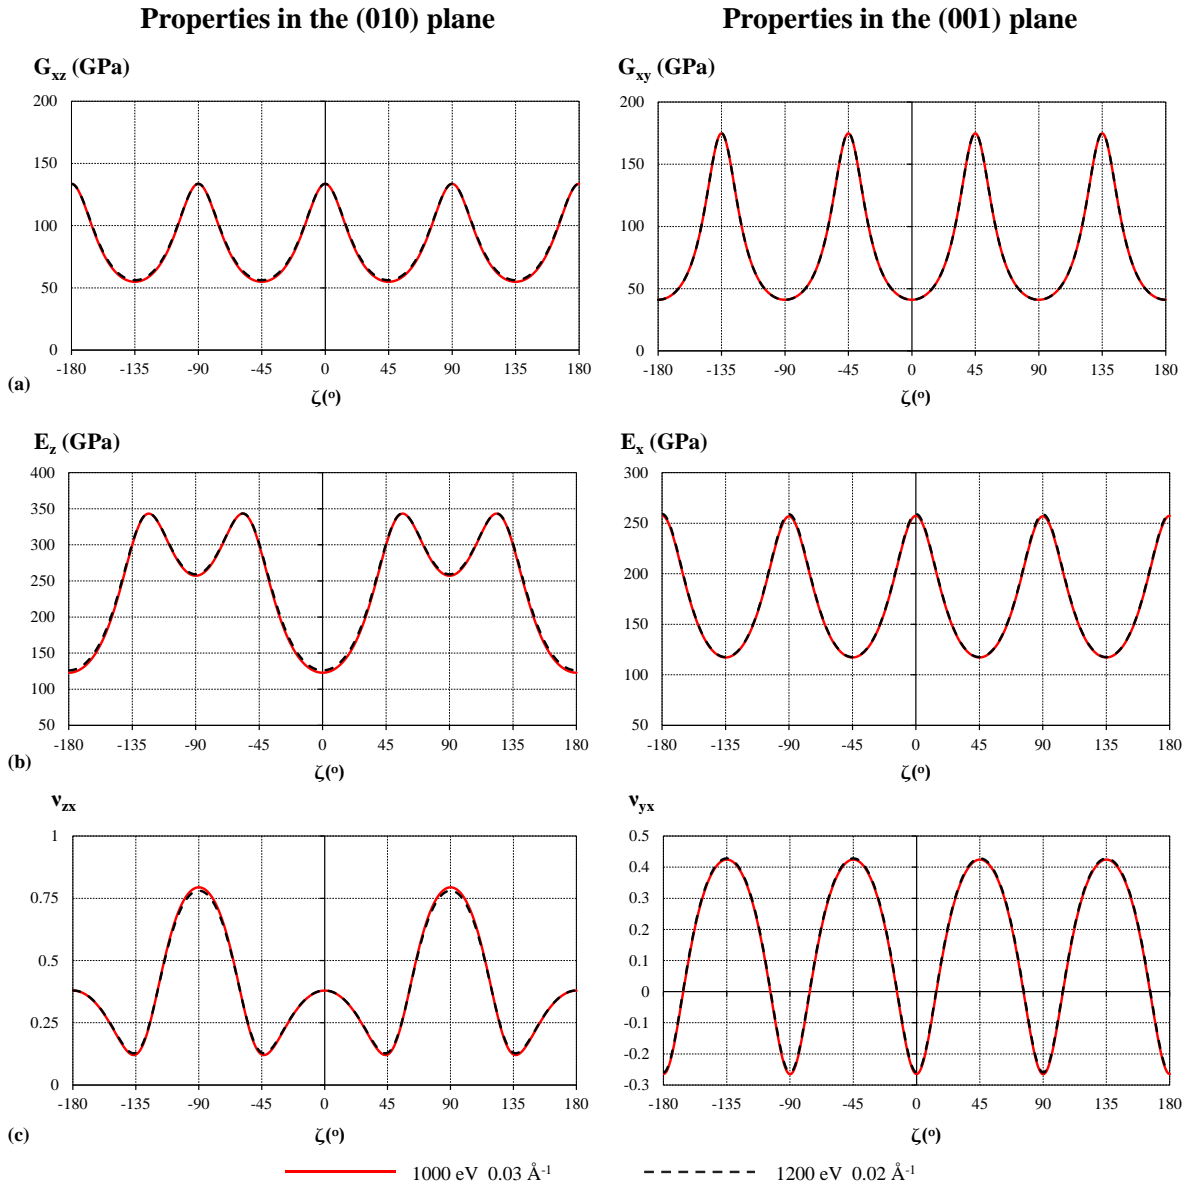 Properties in the (010) plane
Properties in the (001) plane
G_xz (GPa)
200
150
100
50
0
-180 -135 -90 -45 0 45 90 135 180
ζ(º)
(a)
G_xy (GPa)
200
150
100
50
0
-180 -135 -90 -45 0 45 90 135 180
ζ(º)
E_z (GPa)
400
350
300
250
200
150
100
50
-180 -135 -90 -45 0 45 90 135 180
ζ(º)
(b)
E_x (GPa)
300
250
200
150
100
50
-180 -135 -90 -45 0 45 90 135 180
ζ(º)
ν_zx
1
0.75
0.5
0.25
0
-180 -135 -90 -45 0 45 90 135 180
ζ(º)
(c)
ν_yx
0.5
0.4
0.3
0.2
0.1
0
-0.1
-0.2
-0.3
-180 -135 -90 -45 0 45 90 135 180
ζ(º)
1000 eV 0.03 Å⁻¹
1200 eV 0.02 Å⁻¹